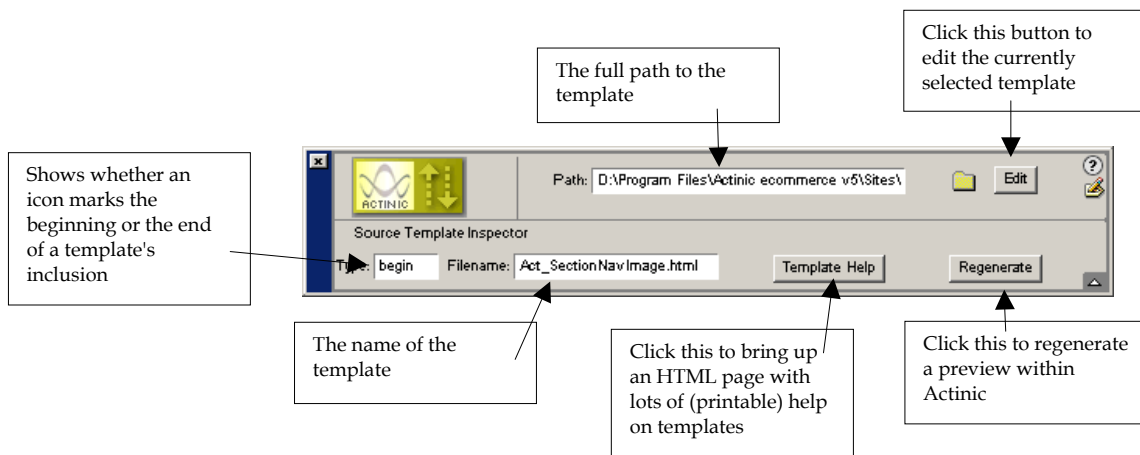 Click this button to
edit the currently
selected template
The full path to the
template
Shows whether an
icon marks the
beginning or the end
of a template's
inclusion
ACTINIC
Path: D:\Program Files\Actinic ecommerce v5\Sites\
Edit
?
Source Template Inspector
Type: begin Filename: Act_SectionNavImage.html Template Help Regenerate
The name of the
template
Click this to bring up
an HTML page with
lots of (printable) help
on templates
Click this to regenerate
a preview within
Actinic